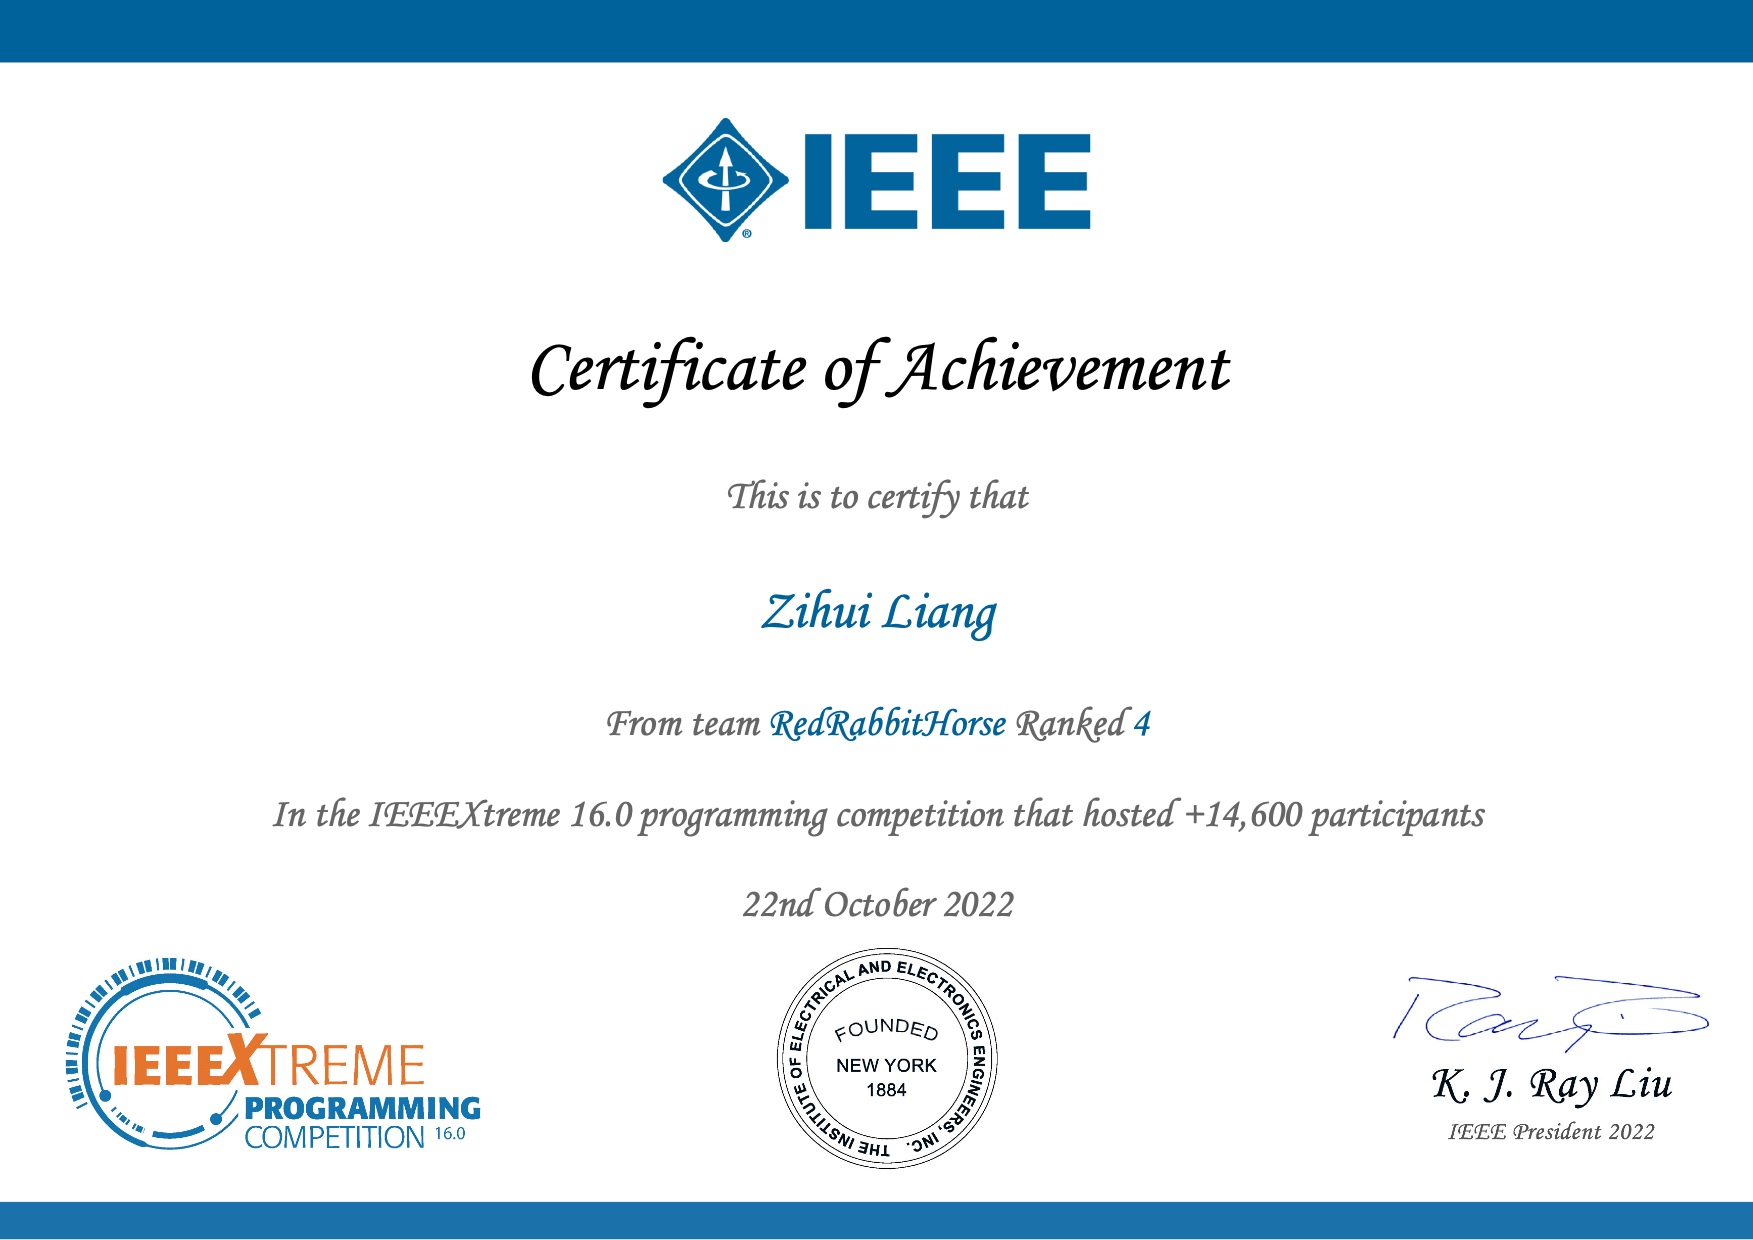 IEEE
®
Certificate of Achievement
This is to certify that
Zihui Liang
From team RedRabbitHorse Ranked 4
In the IEEEXtreme 16.0 programming competition that hosted +14,600 participants
22nd October 2022
IEEEXTREME
PROGRAMMING
COMPETITION 16.0
THE INSTITUTE OF ELECTRICAL AND ELECTRONICS ENGINEERS, INC.
FOUNDED
NEW YORK
1884
K. J. Ray Liu
IEEE President 2022